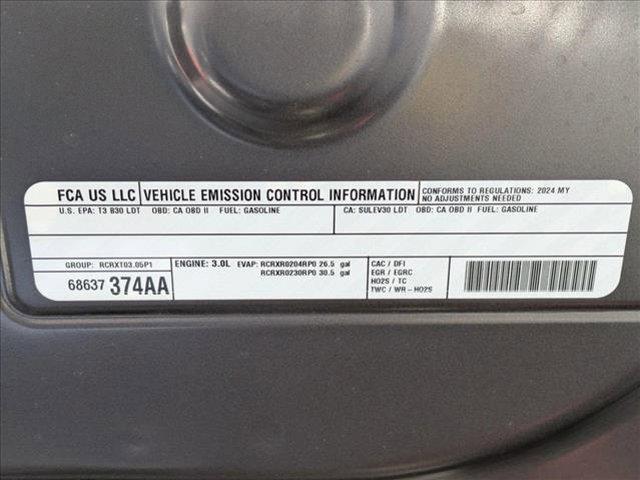 FCA US LLC VEHICLE EMISSION CONTROL INFORMATION
CONFORMS TO REGULATIONS: 2024 MY
NO ADJUSTMENTS NEEDED
U.S. EPA: T3 B30 LDT OBD: CA OBD II FUEL: GASOLINE
CA: SULEV30 LDT OBD: CA OBD II FUEL: GASOLINE
GROUP: RCRXT03.05P1
68637 374AA
ENGINE: 3.0L EVAP: RCRXR0204RP0 26.5 gal
RCRXR0230RP0 30.5 gal
CAC / DFI
EGR / EGRC
HO2S / TC
TWC / WR-HO2S